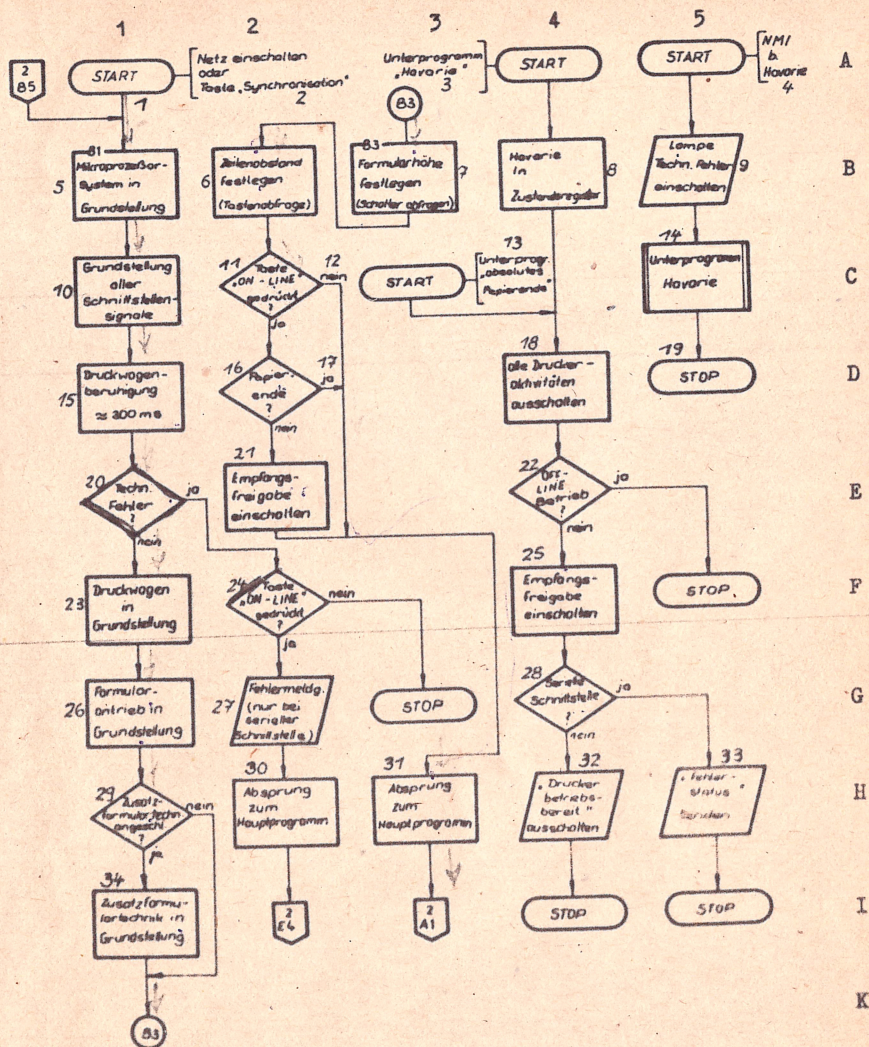 1
2
3
4
5
2
B5
START
Netz einschalten
oder
Taste „Synchronisation"
2
Unterprogramm
„Havarie"
3
START
START
NMI
b.
Havarie
4
A
1
B3
B1
5
Mikroprozeßor-
system in
Grundstellung
6
Zeilenabstand
festlegen
(Tastenabfrage)
B3
Formularhöhe
festlegen
(Schalter abfragen)
7
Havarie
in
Zustandsregister
8
Lampe
Techn. Fehler
einschalten
9
B
10
Grundstellung
aller
Schnittstellen-
signale
11
Taste
„ON-LINE"
gedrückt
?
12
nein
ja
START
13
Unterprogr.
„absolutes
Papierende"
14
Unterprogramm
Havarie
C
15
Druckwagen-
beruhigung
≈ 300 ms
16
Papier-
ende
?
17
ja
nein
18
alle Drucker-
aktivitäten
ausschalten
19
STOP
D
20
Techn.
Fehler
?
ja
nein
21
Empfangs-
freigabe
einschalten
22
OFF-
LINE
Betrieb
?
ja
nein
E
23
Druckwagen
in
Grundstellung
24
Taste
„ON-LINE"
gedrückt
?
nein
ja
25
Empfangs-
freigabe
einschalten
STOP
F
26
Formular-
antrieb in
Grundstellung
27
Fehlermeldg.
(nur bei
serieller
Schnittstelle)
STOP
28
Serielle
Schnittstelle
?
ja
nein
G
29
Zusatz-
formulartechn.
angeschl.
?
nein
ja
30
Absprung
zum
Hauptprogramm
31
Absprung
zum
Hauptprogramm
32
„Drucker
betriebs-
bereit"
ausschalten
33
„Fehler-
status"
H
34
Zusatzformu-
lartechnik in
Grundstellung
2
E4
2
A1
STOP
STOP
I
B3
K